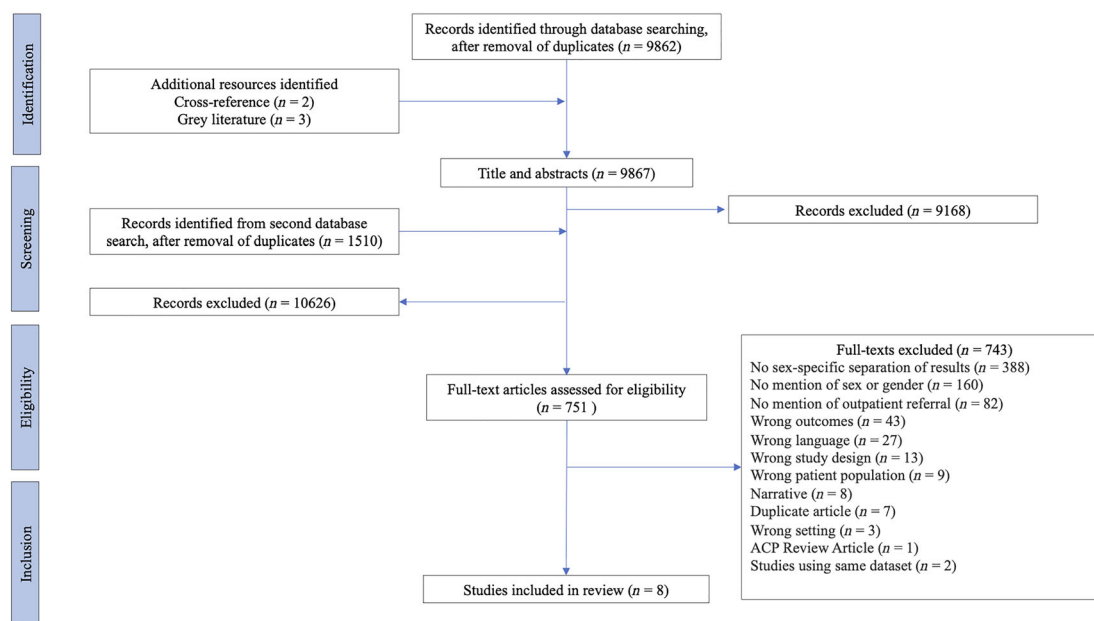 Identification
Records identified through database searching,
after removal of duplicates (n = 9862)
Additional resources identified
Cross-reference (n = 2)
Grey literature (n = 3)
Screening
Title and abstracts (n = 9867)
Records excluded (n = 9168)
Records identified from second database
search, after removal of duplicates (n = 1510)
Records excluded (n = 10626)
Eligibility
Full-text articles assessed for eligibility
(n = 751 )
Full-texts excluded (n = 743)
No sex-specific separation of results (n = 388)
No mention of sex or gender (n = 160)
No mention of outpatient referral (n = 82)
Wrong outcomes (n = 43)
Wrong language (n = 27)
Wrong study design (n = 13)
Wrong patient population (n = 9)
Narrative (n = 8)
Duplicate article (n = 7)
Wrong setting (n = 3)
ACP Review Article (n = 1)
Studies using same dataset (n = 2)
Inclusion
Studies included in review (n = 8)